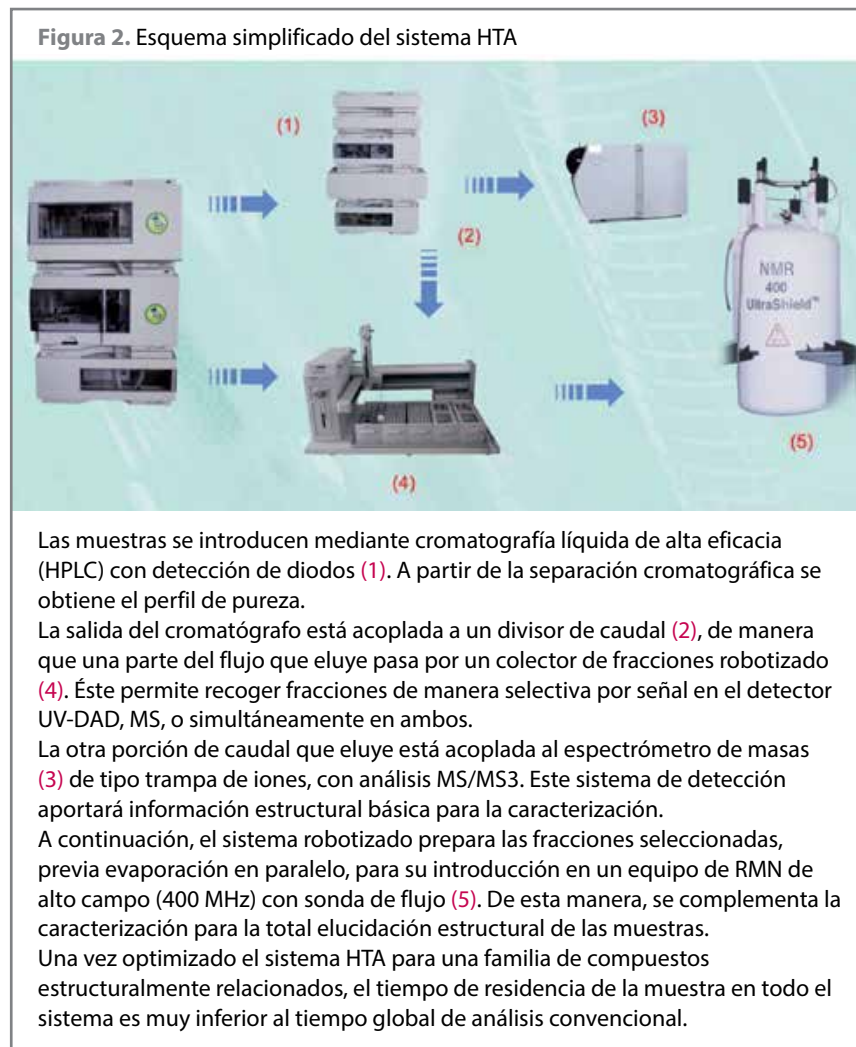 Figura 2. Esquema simplificado del sistema HTA
(1)
(3)
(2)
NMR
400
UltraShield™
(5)
(4)
Las muestras se introducen mediante cromatografía líquida de alta eficacia
(HPLC) con detección de diodos (1). A partir de la separación cromatográfica se
obtiene el perfil de pureza.
La salida del cromatógrafo está acoplada a un divisor de caudal (2), de manera
que una parte del flujo que eluye pasa por un colector de fracciones robotizado
(4). Éste permite recoger fracciones de manera selectiva por señal en el detector
UV-DAD, MS, o simultáneamente en ambos.
La otra porción de caudal que eluye está acoplada al espectrómetro de masas
(3) de tipo trampa de iones, con análisis MS/MS3. Este sistema de detección
aportará información estructural básica para la caracterización.
A continuación, el sistema robotizado prepara las fracciones seleccionadas,
previa evaporación en paralelo, para su introducción en un equipo de RMN de
alto campo (400 MHz) con sonda de flujo (5). De esta manera, se complementa la
caracterización para la total elucidación estructural de las muestras.
Una vez optimizado el sistema HTA para una familia de compuestos
estructuralmente relacionados, el tiempo de residencia de la muestra en todo el
sistema es muy inferior al tiempo global de análisis convencional.